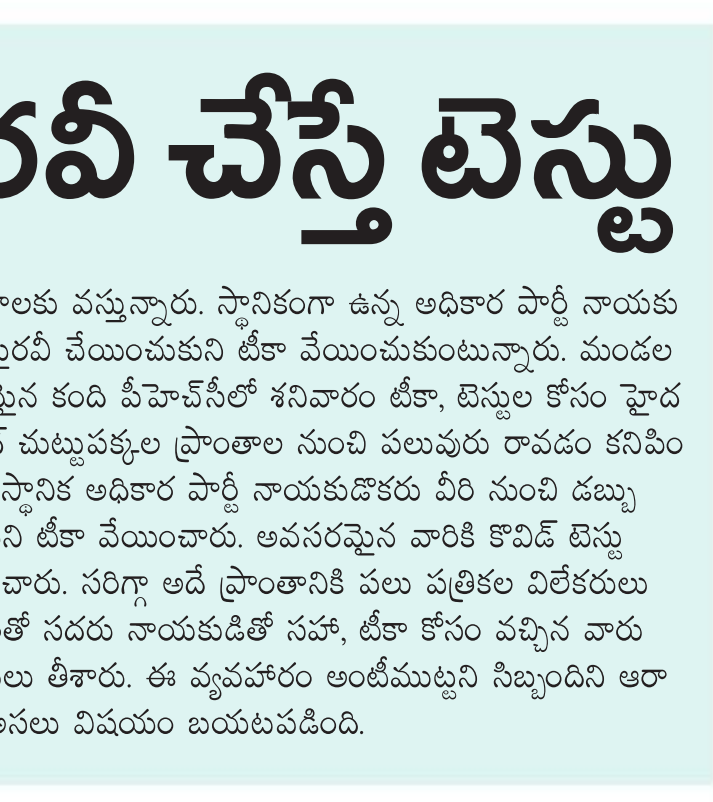 రవీ చేస్తే టెస్టు
లకు వస్తున్నారు. స్థానికంగా ఉన్న అధికార పార్టీ నాయకు
రవీ చేయించుకుని టీకా వేయించుకుంటున్నారు. మండల
మైన కంది పీహెచ్‌సీలో శనివారం టీకా, టెస్టుల కోసం హైద
చుట్టుపక్కల ప్రాంతాల నుంచి పలువురు రావడం కనిపిం
స్థానిక అధికార పార్టీ నాయకుడొకరు వీరి నుంచి డబ్బు
ని టీకా వేయించారు. అవసరమైన వారికి కొవిడ్ టెస్టు
చారు. సరిగ్గా అదే ప్రాంతానికి పలు పత్రికల విలేకరులు
తో సదరు నాయకుడితో సహా, టీకా కోసం వచ్చిన వారు
లు తీశారు. ఈ వ్యవహారం అంటీముట్టని సిబ్బందిని ఆరా
అసలు విషయం బయటపడింది.